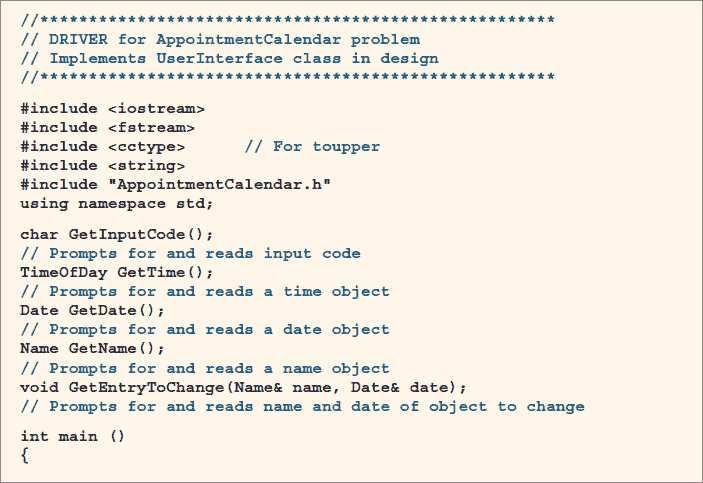 //*****************************************************
// DRIVER for AppointmentCalendar problem
// Implements UserInterface class in design
//*****************************************************
#include <iostream>
#include <fstream>
#include <cctype>      // For toupper
#include <string>
#include "AppointmentCalendar.h"
using namespace std;
char GetInputCode();
// Prompts for and reads input code
TimeOfDay GetTime();
// Prompts for and reads a time object
Date GetDate();
// Prompts for and reads a date object
Name GetName();
// Prompts for and reads a name object
void GetEntryToChange(Name& name, Date& date);
// Prompts for and reads name and date of object to change
int main ()
{